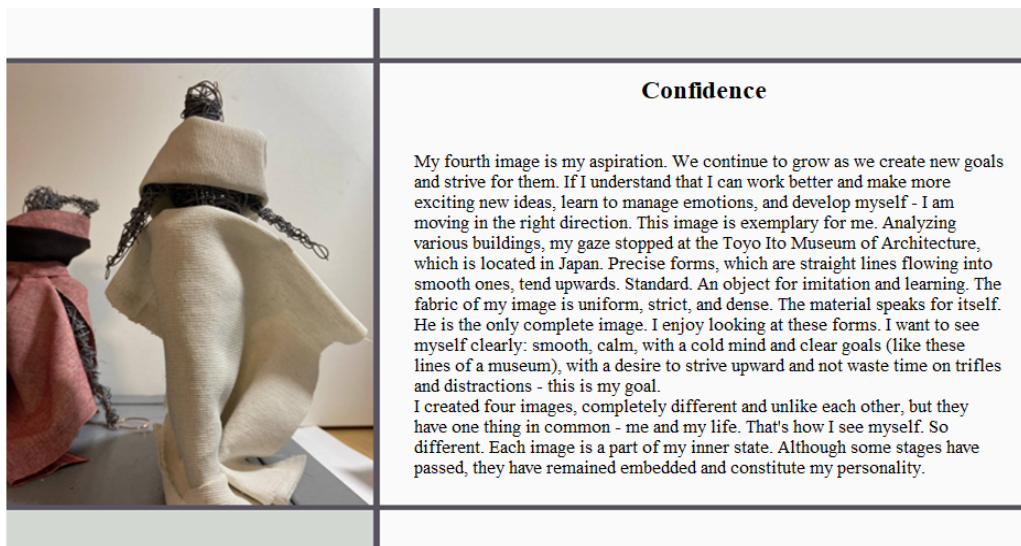 Confidence
My fourth image is my aspiration. We continue to grow as we create new goals
and strive for them. If I understand that I can work better and make more
exciting new ideas, learn to manage emotions, and develop myself - I am
moving in the right direction. This image is exemplary for me. Analyzing
various buildings, my gaze stopped at the Toyo Ito Museum of Architecture,
which is located in Japan. Precise forms, which are straight lines flowing into
smooth ones, tend upwards. Standard. An object for imitation and learning. The
fabric of my image is uniform, strict, and dense. The material speaks for itself.
He is the only complete image. I enjoy looking at these forms. I want to see
myself clearly: smooth, calm, with a cold mind and clear goals (like these
lines of a museum), with a desire to strive upward and not waste time on trifles
and distractions - this is my goal.
I created four images, completely different and unlike each other, but they
have one thing in common - me and my life. That's how I see myself. So
different. Each image is a part of my inner state. Although some stages have
passed, they have remained embedded and constitute my personality.